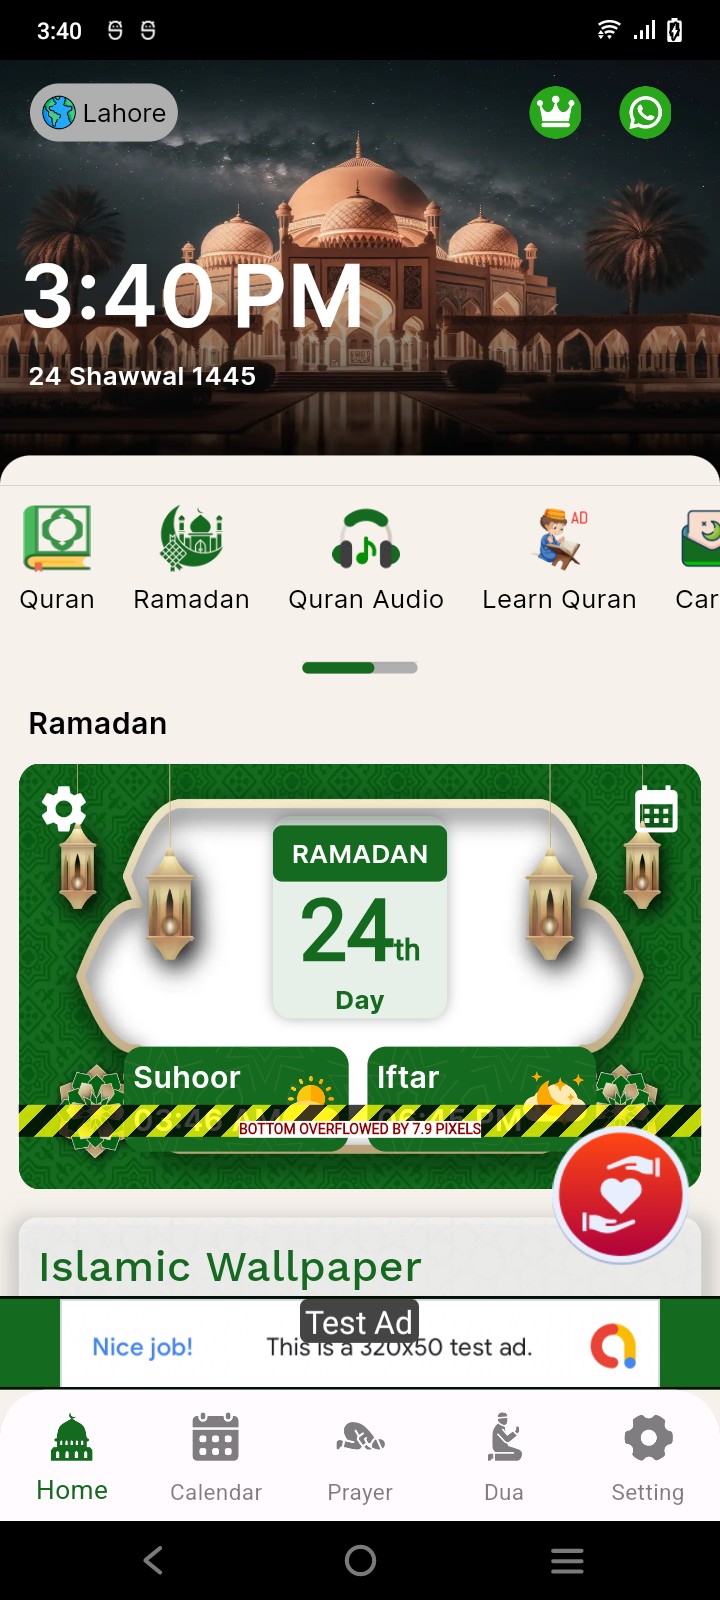 3:40
Lahore
3:40 PM
24 Shawwal 1445
Quran
Ramadan
Quran Audio
AD
Learn Quran
Car
Ramadan
RAMADAN
24th
Day
Suhoor
Iftar
03:46 AM
06:45 PM
BOTTOM OVERFLOWED BY 7.9 PIXELS
Islamic Wallpaper
Test Ad
Nice job!
This is a 320x50 test ad.
Home
Calendar
Prayer
Dua
Setting